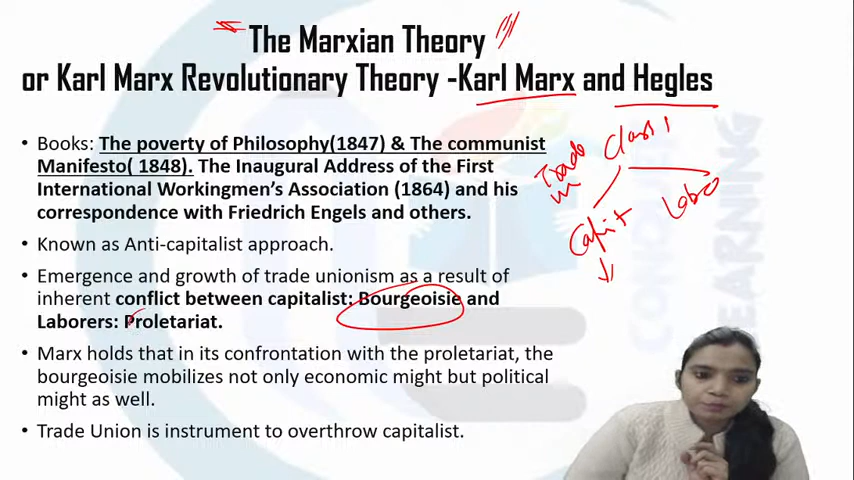 The Marxian Theory
or Karl Marx Revolutionary Theory -Karl Marx and Hegles
• Books: The poverty of Philosophy(1847) & The communist
Manifesto( 1848). The Inaugural Address of the First
International Workingmen's Association (1864) and his
correspondence with Friedrich Engels and others.
• Known as Anti-capitalist approach.
• Emergence and growth of trade unionism as a result of
inherent conflict between capitalist: Bourgeoisie and
Laborers: Proletariat.
• Marx holds that in its confrontation with the proletariat, the
bourgeoisie mobilizes not only economic might but political
might as well.
• Trade Union is instrument to overthrow capitalist.
Class
Trade
Capit
Labo
LEARNING